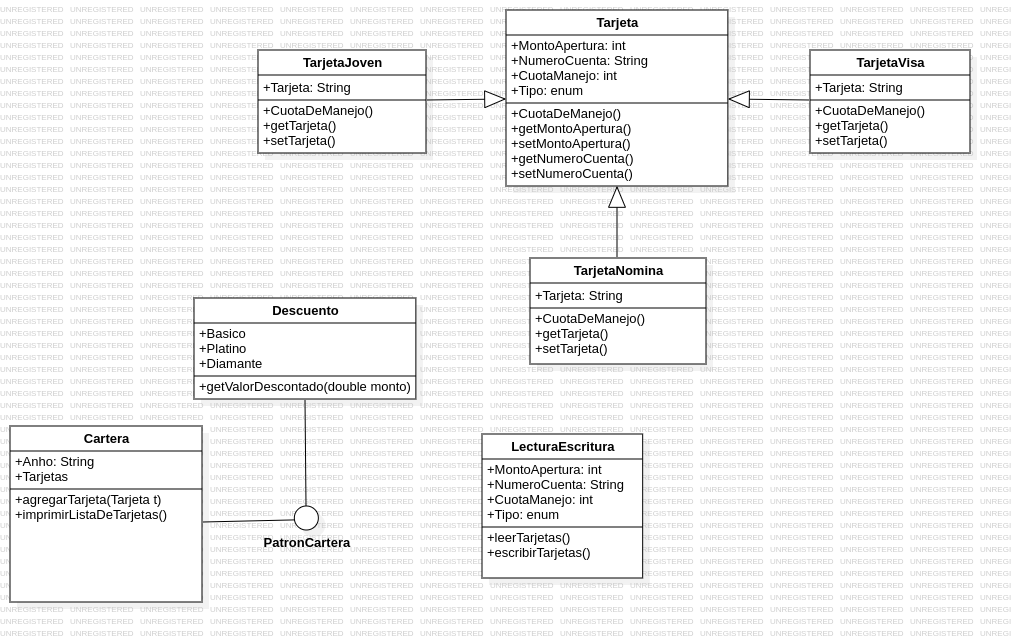 Tarjeta
+MontoApertura: int
+NumeroCuenta: String
+CuotaManejo: int
+Tipo: enum
+CuotaDeManejo()
+getMontoApertura()
+setMontoApertura()
+getNumeroCuenta()
+setNumeroCuenta()
TarjetaJoven
+Tarjeta: String
+CuotaDeManejo()
+getTarjeta()
+setTarjeta()
TarjetaVisa
+Tarjeta: String
+CuotaDeManejo()
+getTarjeta()
+setTarjeta()
TarjetaNomina
+Tarjeta: String
+CuotaDeManejo()
+getTarjeta()
+setTarjeta()
Descuento
+Basico
+Platino
+Diamante
+getValorDescontado(double monto)
Cartera
+Anho: String
+Tarjetas
+agregarTarjeta(Tarjeta t)
+imprimirListaDeTarjetas()
PatronCartera
LecturaEscritura
+MontoApertura: int
+NumeroCuenta: String
+CuotaManejo: int
+Tipo: enum
+leerTarjetas()
+escribirTarjetas()
UNREGISTERED